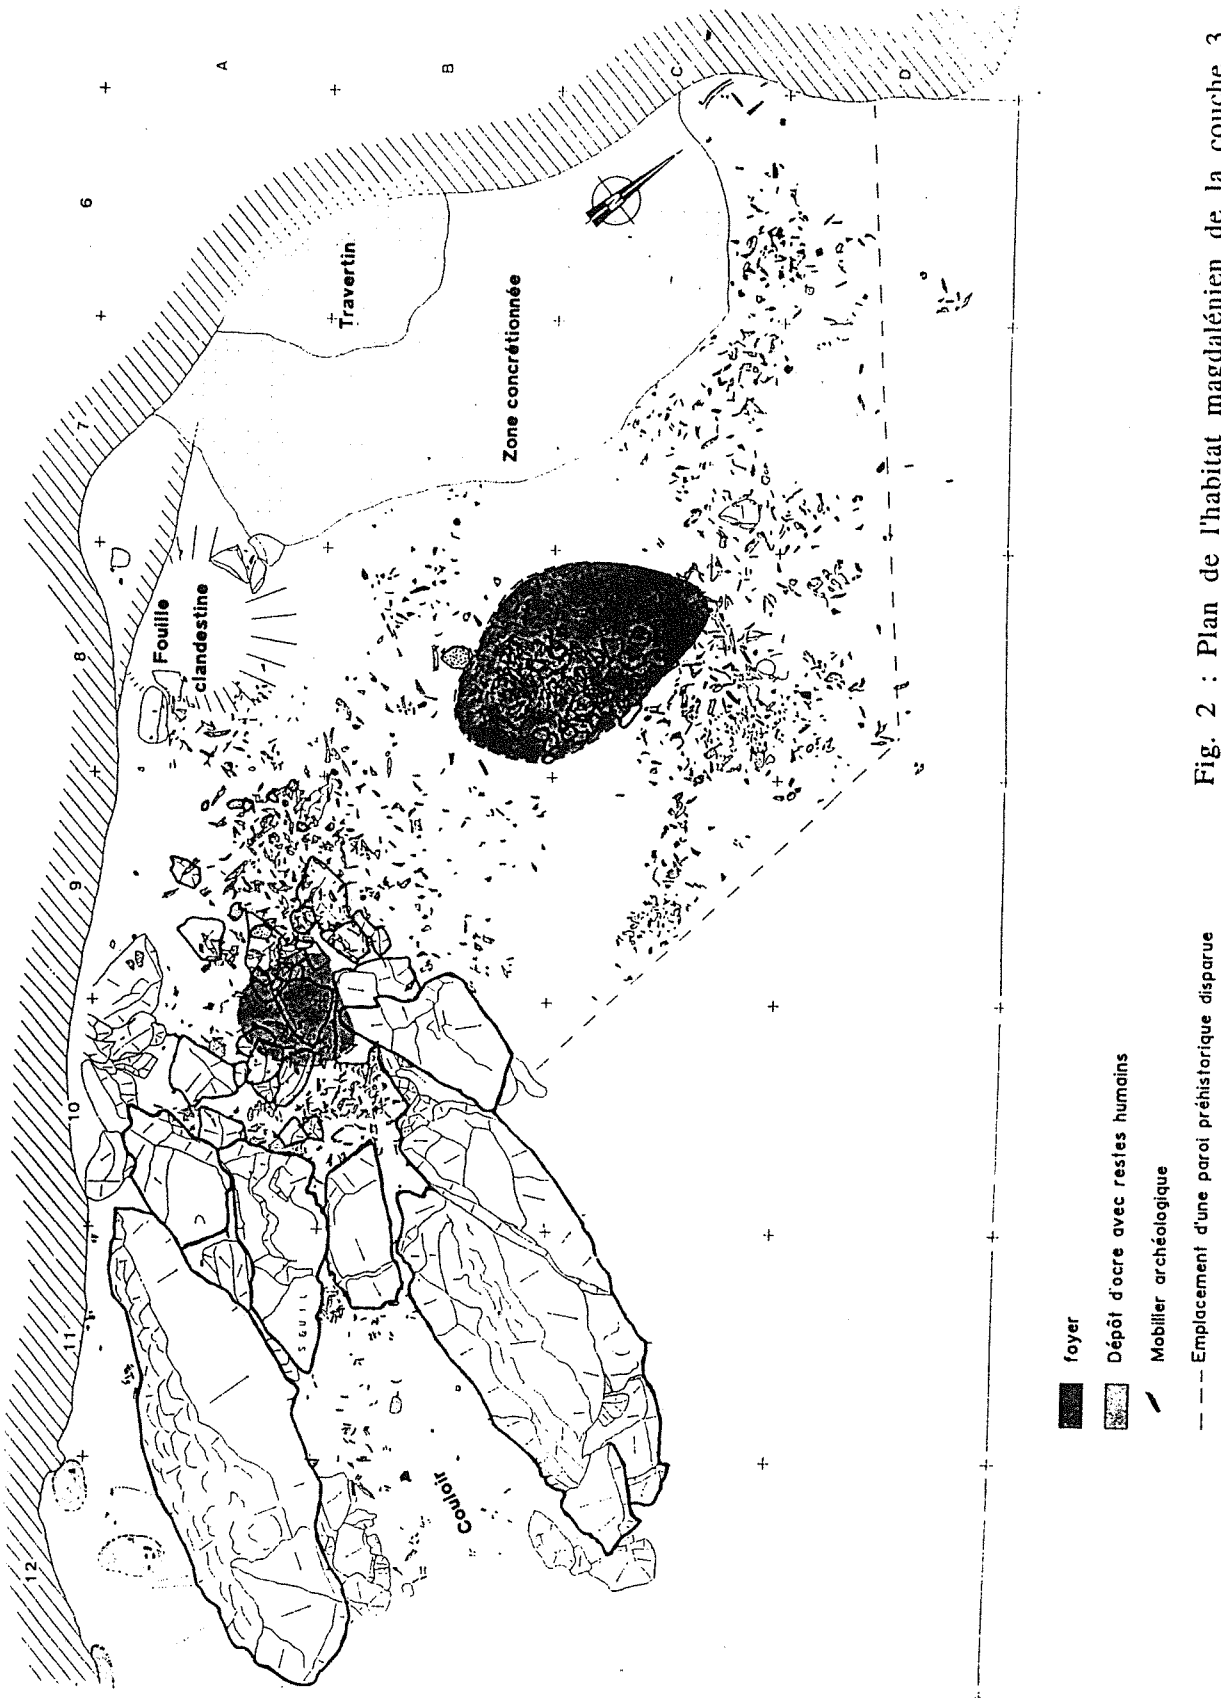 A
B
C
D
6
7
8
9
10
11
12
Travertin
Zone concrétionnée
Fouille
clandestine
SEUIL
Couloir
foyer
Dépôt d'ocre avec restes humains
Mobilier archéologique
Emplacement d'une paroi préhistorique disparue
Fig. 2 : Plan de l'habitat magdalénien de la couche 3